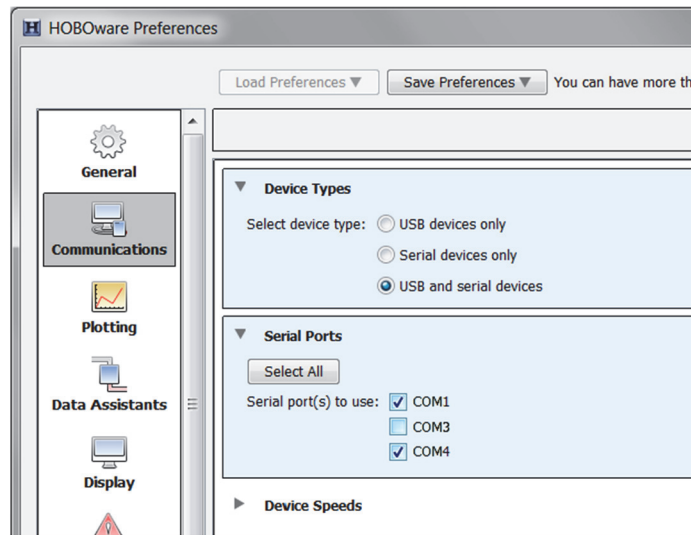 HOBOware Preferences
Load Preferences ▼ Save Preferences ▼ You can have more th
General
Communications
Plotting
Data Assistants
Display
Device Types
Select device type: USB devices only
Serial devices only
USB and serial devices
Serial Ports
Select All
Serial port(s) to use: COM1
COM3
COM4
Device Speeds